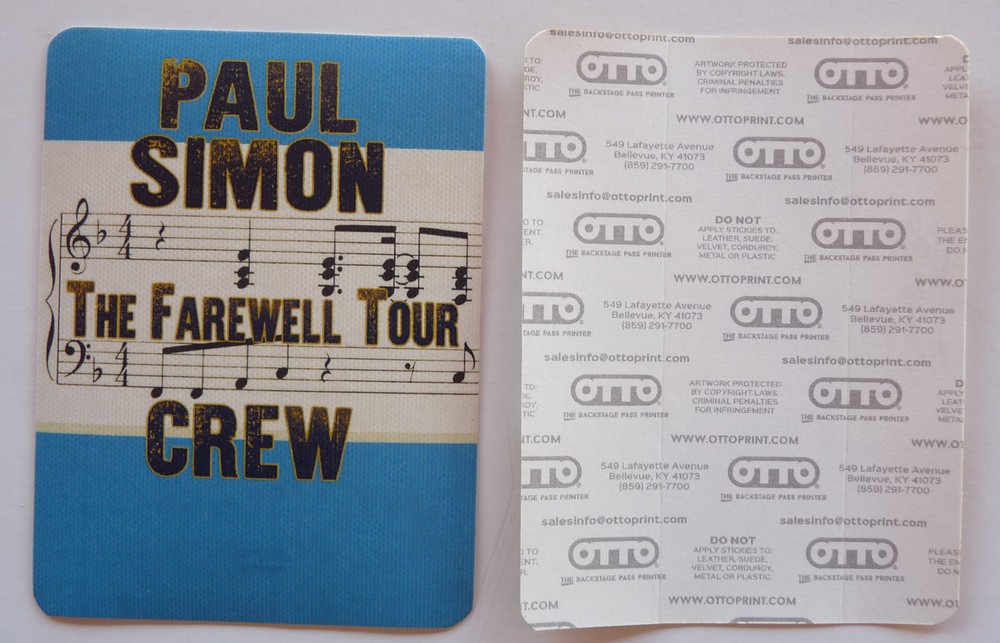 PAUL
SIMON
THE FAREWELL TOUR
CREW
salesinfo@ottoprint.com salesinfo@ottoprint.com
OTTO
THE BACKSTAGE PASS PRINTER
ARTWORK PROTECTED
BY COPYRIGHT LAWS.
CRIMINAL PENALTIES
FOR INFRINGEMENT
OTTO
THE BACKSTAGE PASS PRINTER
WWW.OTTOPRINT.COM
549 Lafayette Avenue
Bellevue, KY 41073
(859) 291-7700
OTTO
THE BACKSTAGE PASS PRINTER
549 Lafayette Avenue
Bellevue, KY 41073
(859) 291-7700
salesinfo@ottoprint.com salesinfo@ottoprint.com
OTTO
THE BACKSTAGE PASS PRINTER
DO NOT
APPLY STICKIES TO:
LEATHER, SUEDE,
VELVET, CORDUROY,
METAL OR PLASTIC
OTTO
THE BACKSTAGE PASS PRINTER
WWW.OTTOPRINT.COM
549 Lafayette Avenue
Bellevue, KY 41073
(859) 291-7700
OTTO
THE BACKSTAGE PASS PRINTER
549 Lafayette Avenue
Bellevue, KY 41073
(859) 291-7700
salesinfo@ottoprint.com salesinfo@ottoprint.com
OTTO
THE BACKSTAGE PASS PRINTER
ARTWORK PROTECTED
BY COPYRIGHT LAWS.
CRIMINAL PENALTIES
FOR INFRINGEMENT
OTTO
THE BACKSTAGE PASS PRINTER
WWW.OTTOPRINT.COM
549 Lafayette Avenue
Bellevue, KY 41073
(859) 291-7700
OTTO
THE BACKSTAGE PASS PRINTER
549 Lafayette Avenue
Bellevue, KY 41073
(859) 291-7700
salesinfo@ottoprint.com salesinfo@ottoprint.com
OTTO
THE BACKSTAGE PASS PRINTER
DO NOT
APPLY STICKIES TO:
LEATHER, SUEDE,
VELVET, CORDUROY,
METAL OR PLASTIC
OTTO
THE BACKSTAGE PASS PRINTER
WWW.OTTOPRINT.COM